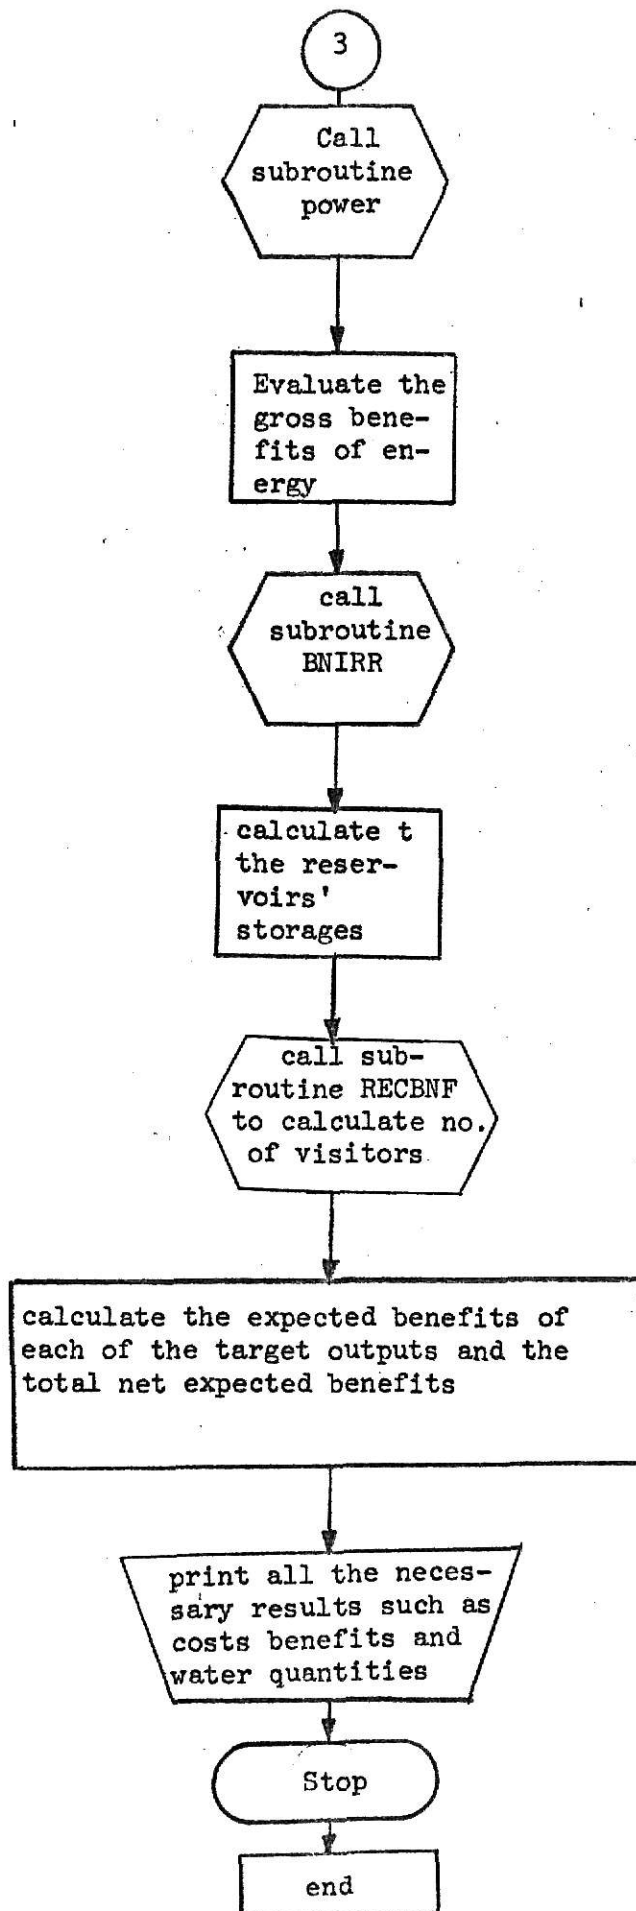 3
Call
subroutine
power
Evaluate the
gross bene-
fits of en-
ergy
call
subroutine
BNIRR
calculate t
the reser-
voirs'
storages
call sub-
routine RECBNF
to calculate no.
of visitors
calculate the expected benefits of
each of the target outputs and the
total net expected benefits
print all the neces-
sary results such as
costs benefits and
water quantities
Stop
end